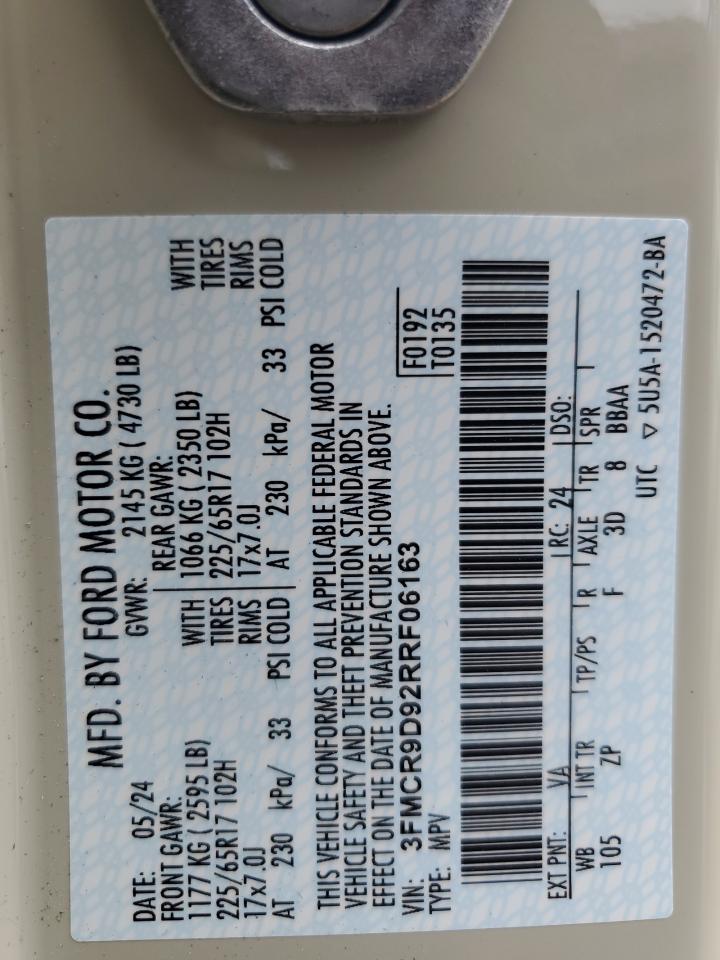 MFD. BY FORD MOTOR CO.
DATE: 05/24 GVWR: 2145 KG ( 4730 LB)
FRONT GAWR: REAR GAWR:
1177 KG ( 2595 LB) WITH 1066 KG ( 2350 LB) WITH
225/65R17 102H TIRES 225/65R17 102H TIRES
17x7.0J RIMS 17x7.0J RIMS
AT 230 kPa/ 33 PSI COLD AT 230 kPa/ 33 PSI COLD
THIS VEHICLE CONFORMS TO ALL APPLICABLE FEDERAL MOTOR
VEHICLE SAFETY AND THEFT PREVENTION STANDARDS IN
EFFECT ON THE DATE OF MANUFACTURE SHOWN ABOVE.
VIN: 3FMCR9D92RRF06163 F0192
TYPE: MPV T0135
EXT PNT: YA RC: 24 DSO:
WB INT TR TP/PS R AXLE TR SPR
105 ZP F 3D 8 BBAA
UTC ▽ 5U5A-1520472-BA